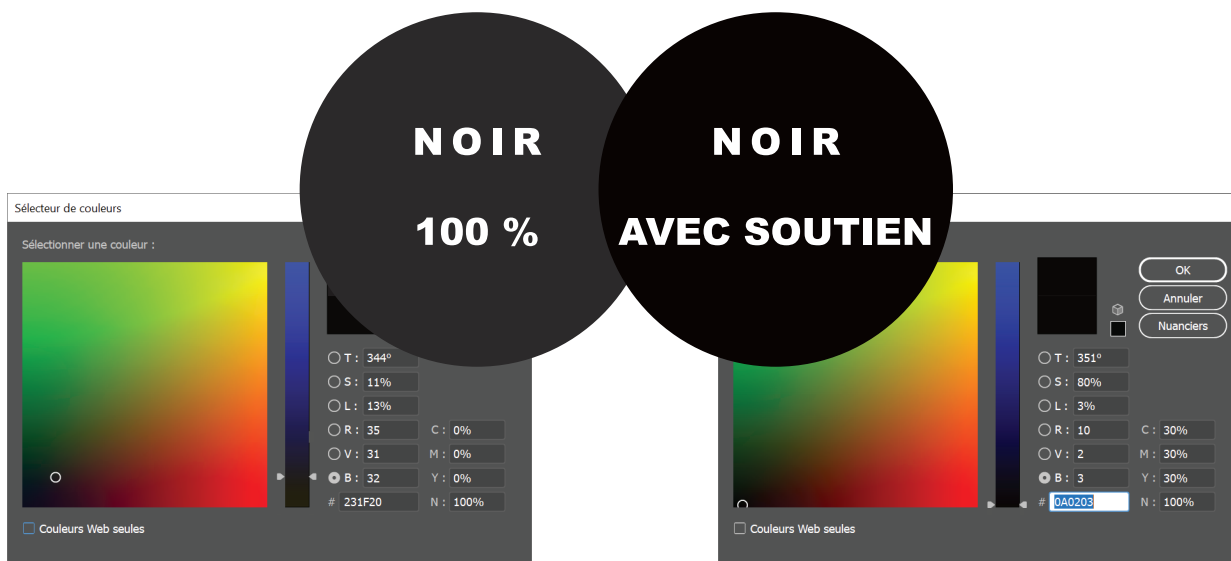 NOIR
100 %
NOIR
AVEC SOUTIEN
Sélecteur de couleurs
Sélectionner une couleur :
T : 344°
S : 11%
L : 13%
R : 35
C : 0%
V : 31
M : 0%
B : 32
Y : 0%
# 231F20
N : 100%
Couleurs Web seules
OK
Annuler
Nuanciers
T : 351°
S : 80%
L : 3%
R : 10
C : 30%
V : 2
M : 30%
B : 3
Y : 30%
# 0A0203
N : 100%
Couleurs Web seules